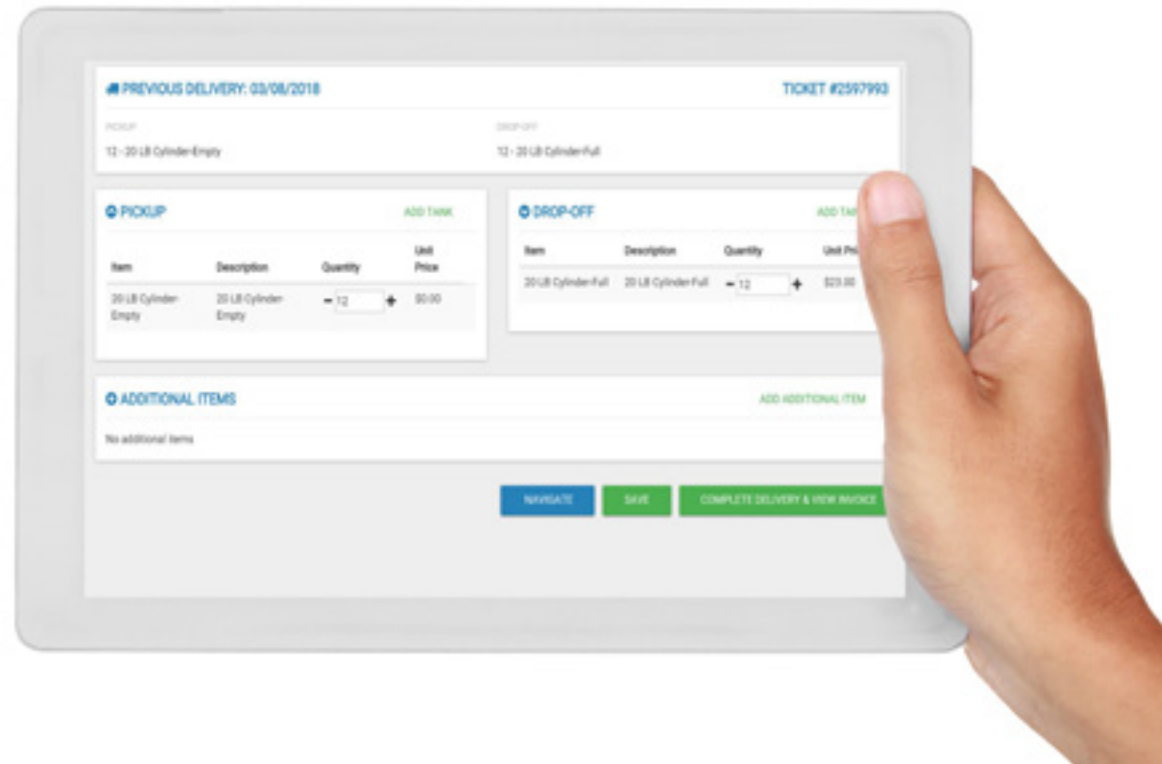 PREVIOUS DELIVERY: 03/08/2018
TICKET #2597993
PICKUP
DROP-OFF
12 - 20 LB Cylinder-Empty
12 - 20 LB Cylinder-Full
PICKUP
ADD TANK
Item
Description
Quantity
Unit
Price
20 LB Cylinder-
Empty
20 LB Cylinder-
Empty
- 12 +
$0.00
DROP-OFF
ADD
Item
Description
Quantity
Unit
20 LB Cylinder-Full
20 LB Cylinder-Full
- 12 +
$23.00
ADDITIONAL ITEMS
ADD ADDITIONAL ITEM
No additional items
NAVIGATE
SAVE
COMPLETE DELIVERY & VIEW INVOICE